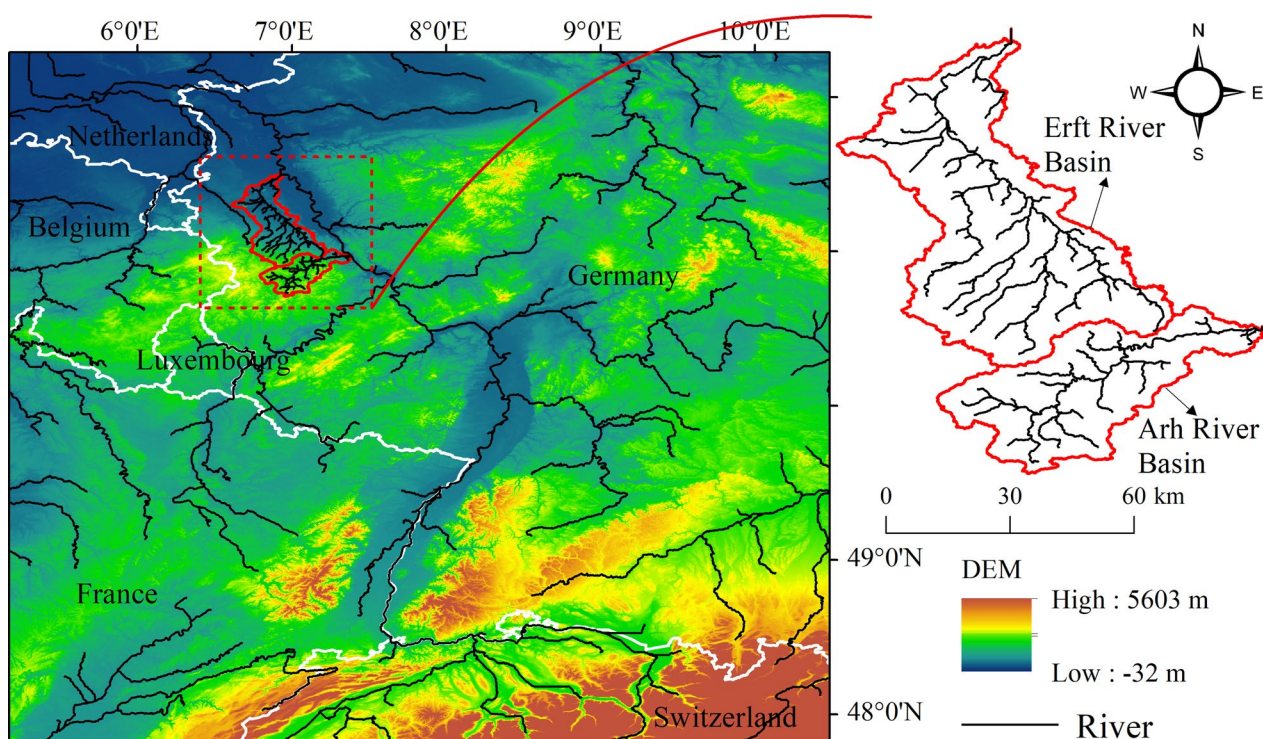 6°0'E 7°0'E 8°0'E 9°0'E 10°0'E
Netherlands
Belgium
Germany
Luxembourg
France
Switzerland
49°0'N
48°0'N
N
W E
S
Erft River
Basin
Arh River
Basin
0 30 60 km
DEM
High : 5603 m
Low : -32 m
River